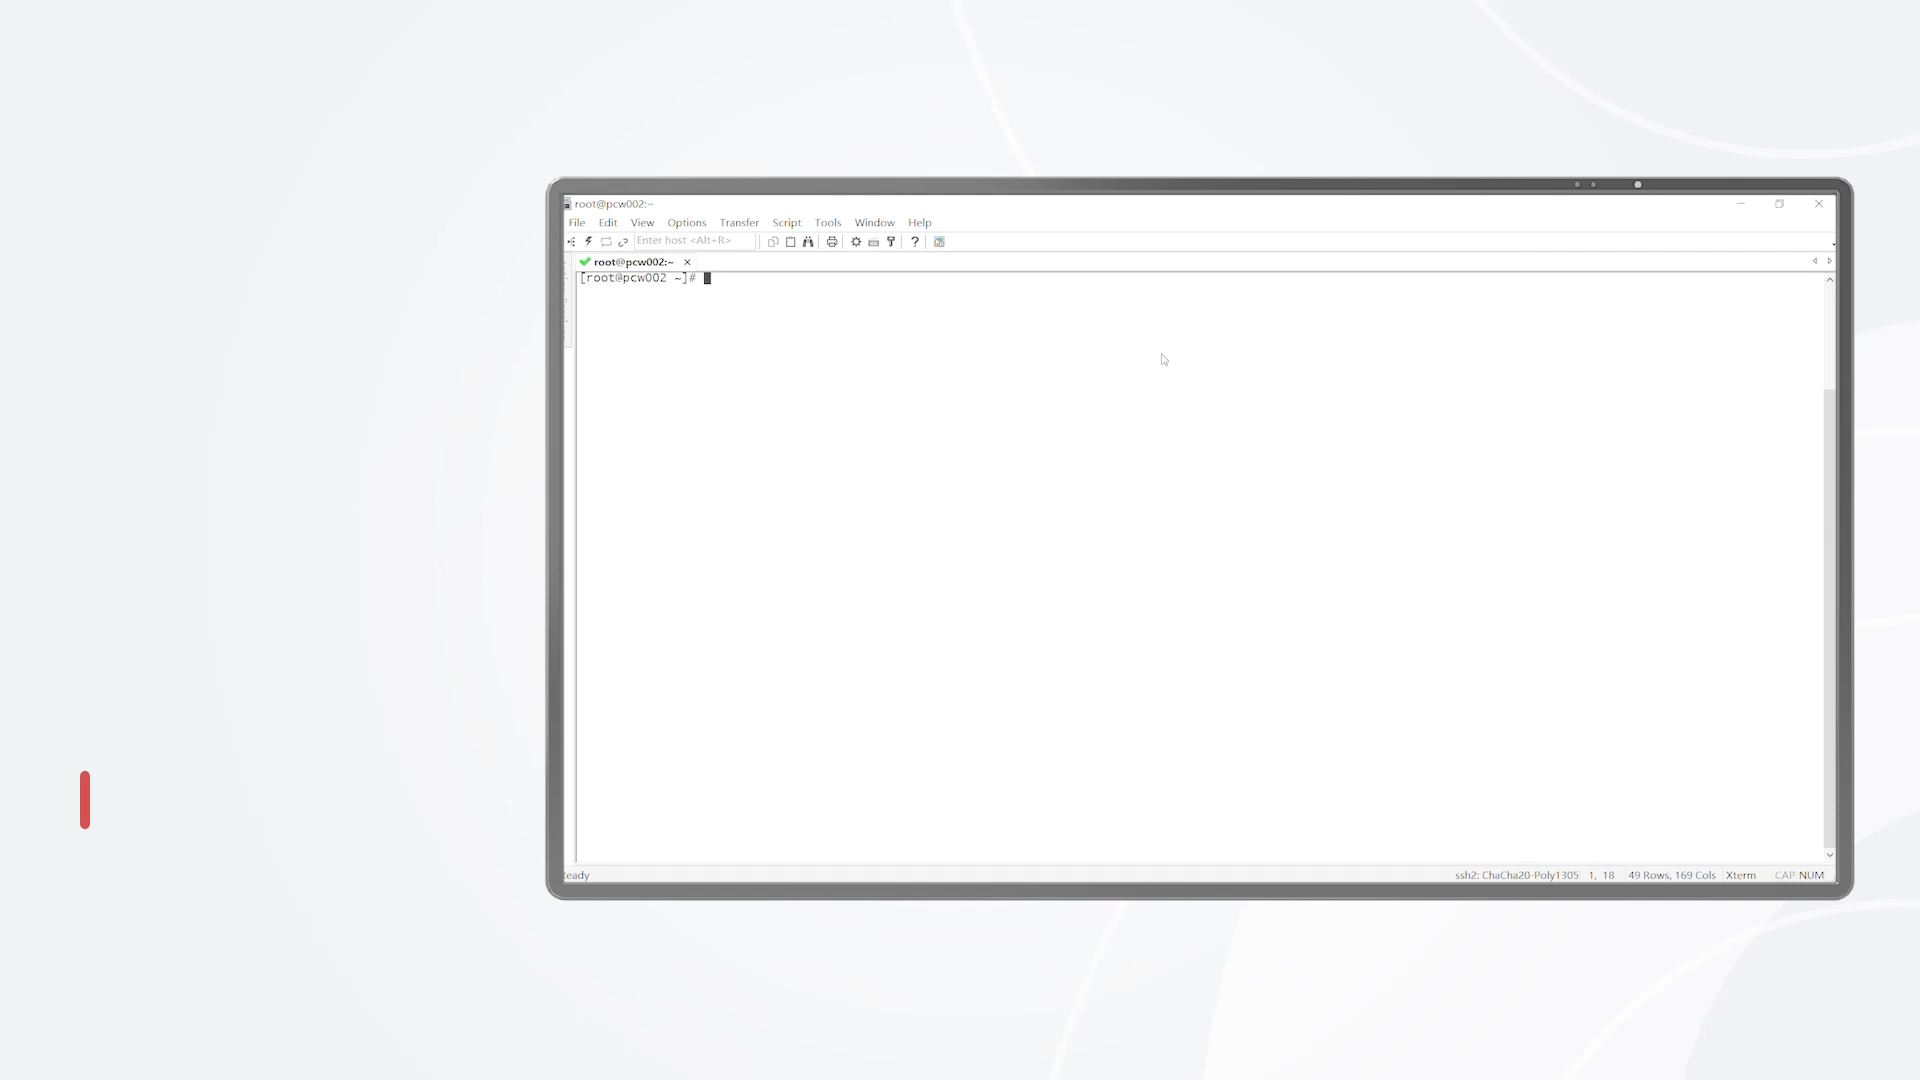 root@pcw002:~
File Edit View Options Transfer Script Tools Window Help
Enter host <Alt+R>
root@pcw002:~
[root@pcw002 ~]#
ssh2: ChaCha20-Poly1305 1, 18 49 Rows, 169 Cols Xterm CAP NUM